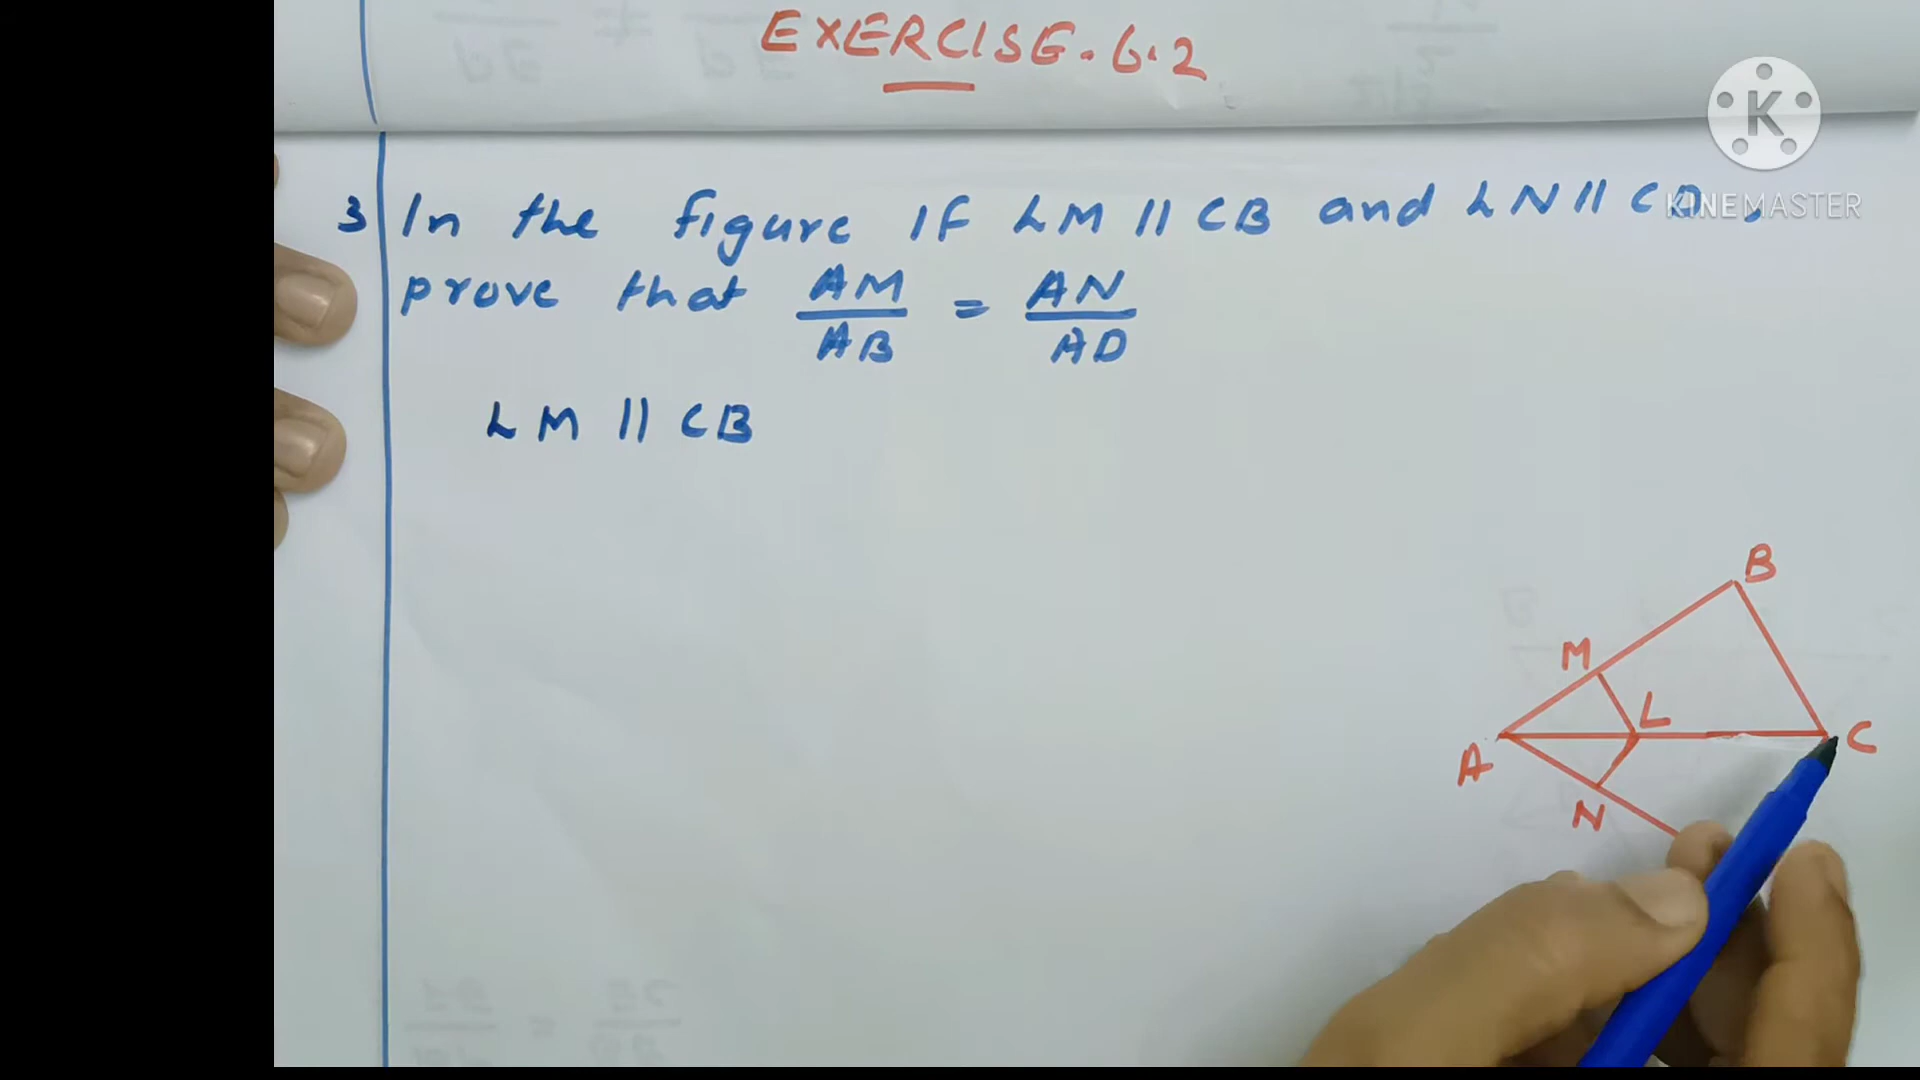 EXERCISE. 6.2
K
KINEMASTER
3 In the figure if LM || CB and LN || CD.
prove that AM/AB = AN/AD
LM || CB
B
M
L
C
A
N